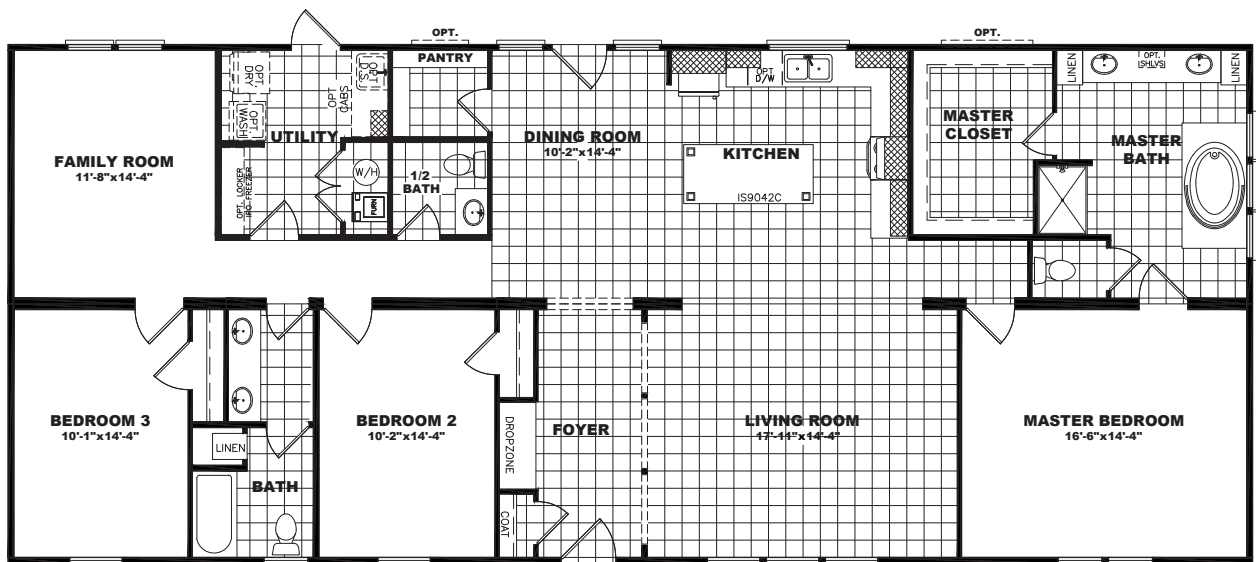 OPT.
OPT.
PANTRY
OPT.
DRY.
OPT
D.S.
OPT
D/W
OPT.
SHLVS
LINEN
LINEN
OPT
CABS
OPT.
WASH
UTILITY
DINING ROOM
10'-2"x14'-4"
MASTER
CLOSET
MASTER
BATH
FAMILY ROOM
11'-8"x14'-4"
KITCHEN
W/H
1/2
BATH
OPT. LOCKER
IPO FREEZER
FURN
IS9042C
BEDROOM 3
10'-1"x14'-4"
BEDROOM 2
10'-2"x14'-4"
FOYER
LIVING ROOM
17'-11"x14'-4"
MASTER BEDROOM
16'-6"x14'-4"
DROPZONE
LINEN
BATH
COAT